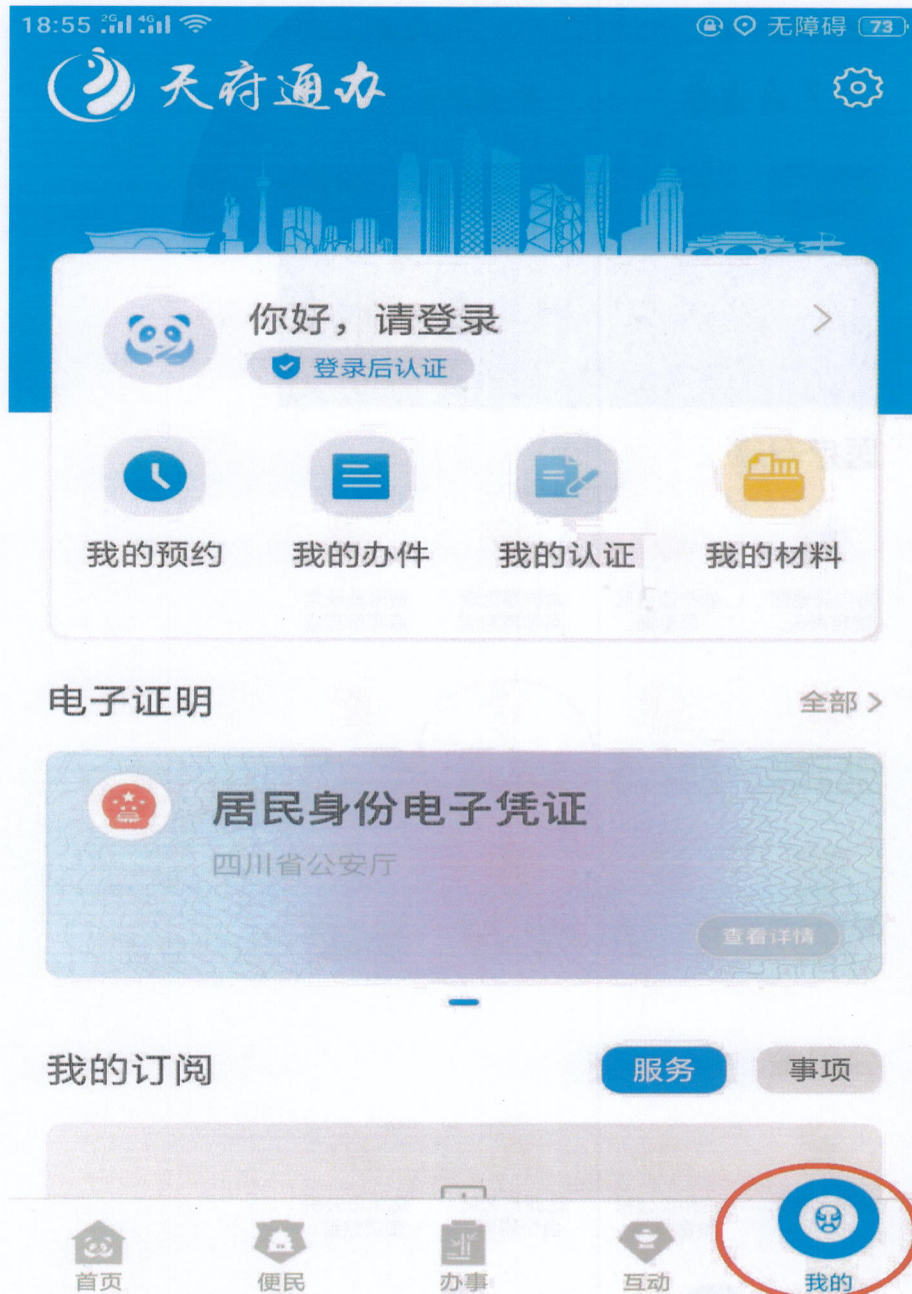 18:55 2G 4G 无障碍 73
天府通办
你好，请登录
登录后认证
我的预约 我的办件 我的认证 我的材料
电子证明 全部 >
居民身份电子凭证
四川省公安厅
查看详情
我的订阅 服务 事项
首页 便民 办事 互动 我的